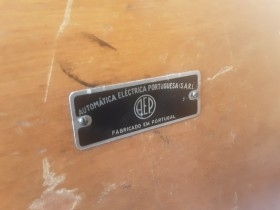 AUTOMÁTICA ELÉCTRICA PORTUGUESA (S.A.R.L.
AEP
FABRICADO EM PORTUGAL